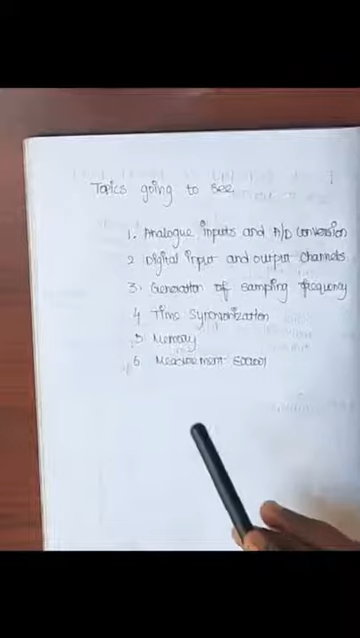 Topics going to see
1. Analogue inputs and A/D Conversion
2 Digital input and output Channels
3. Generation of sampling frequency
4 Time Synchronization
5 Memory
6 Measurement